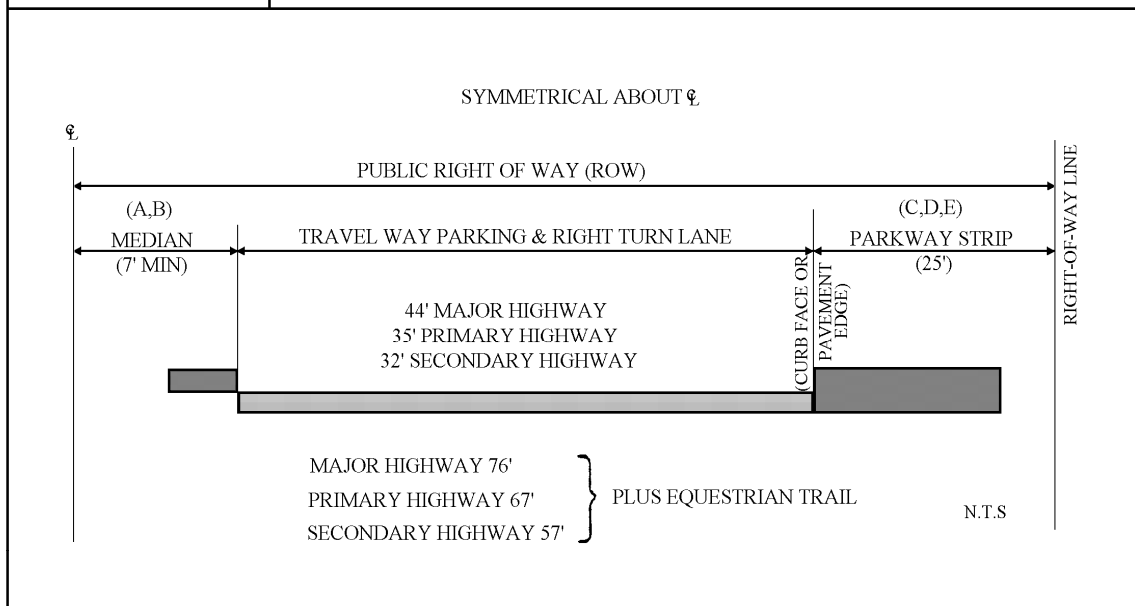 SYMMETRICAL ABOUT ℄
℄
PUBLIC RIGHT OF WAY (ROW)
(A,B)
MEDIAN
(7' MIN)
TRAVEL WAY PARKING & RIGHT TURN LANE
(C,D,E)
PARKWAY STRIP
(25')
RIGHT-OF-WAY LINE
44' MAJOR HIGHWAY
35' PRIMARY HIGHWAY
32' SECONDARY HIGHWAY
(CURB FACE OR
PAVEMENT
EDGE)
MAJOR HIGHWAY 76'
PRIMARY HIGHWAY 67'
SECONDARY HIGHWAY 57'
PLUS EQUESTRIAN TRAIL
N.T.S